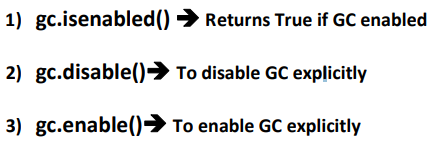 1) gc.isenabled() ➔ Returns True if GC enabled
2) gc.disable()➔ To disable GC explicitly
3) gc.enable()➔ To enable GC explicitly